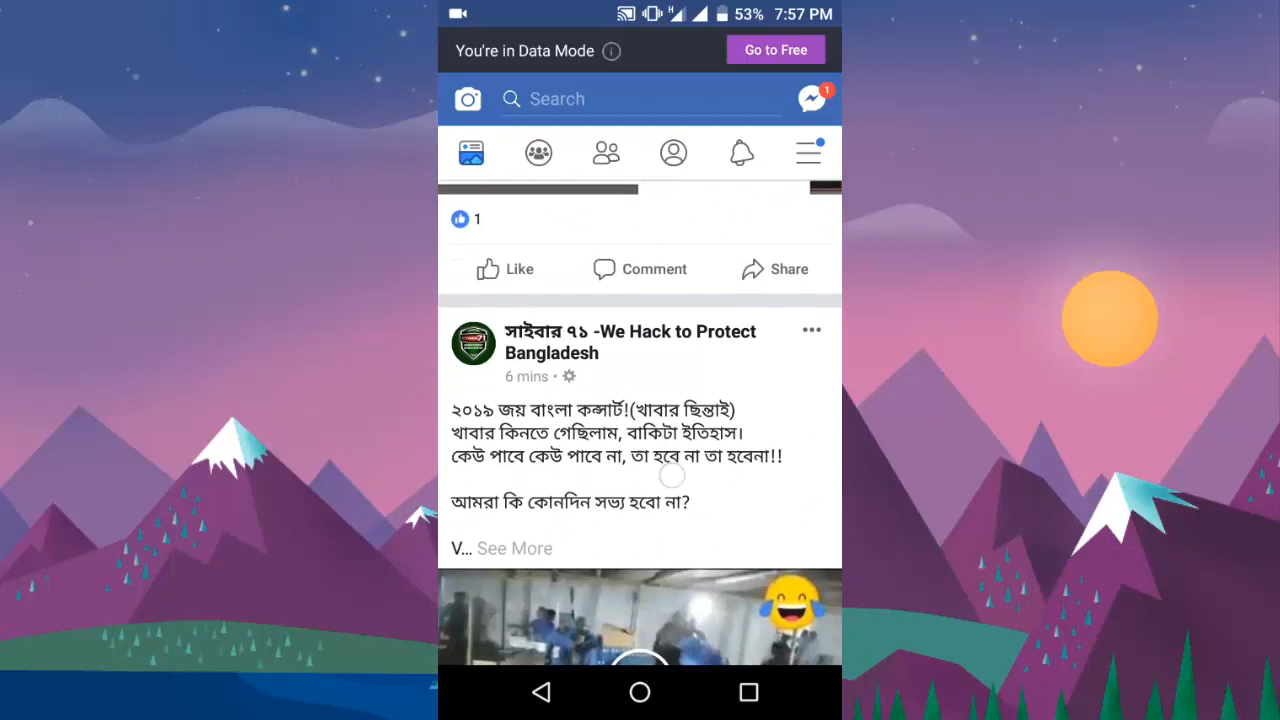 H 53% 7:57 PM
You're in Data Mode Go to Free
Search 1
1
Like Comment Share
সাইবার ৭১ -We Hack to Protect
Bangladesh
6 mins •
২০১৯ জয় বাংলা কন্সার্ট!(খাবার ছিন্তাই)
খাবার কিনতে গেছিলাম, বাকিটা ইতিহাস।
কেউ পাবে কেউ পাবে না, তা হবে না তা হবেনা!!
আমরা কি কোনদিন সভ্য হবো না?
V... See More